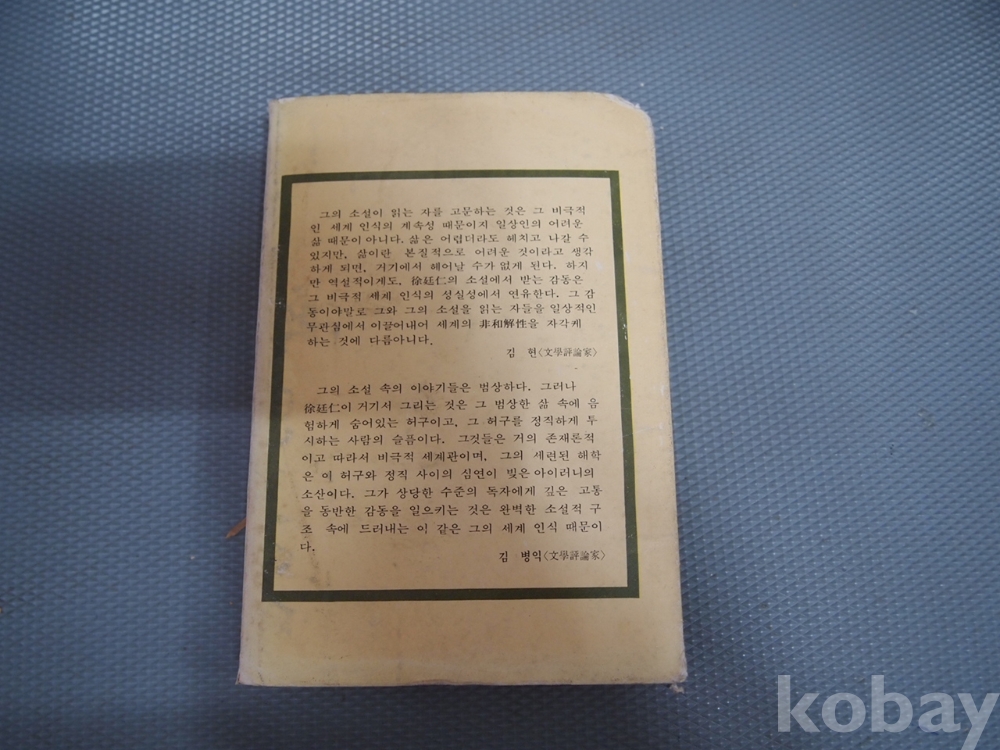 그의 소설이 읽는 자를 고문하는 것은 그 비극적
인 세계 인식의 계속성 때문이지 일상인의 어려운
삶 때문이 아니다. 삶은 어렵더라도 헤치고 나갈 수
있지만, 삶이란 본질적으로 어려운 것이라고 생각
하게 되면, 거기에서 헤어날 수가 없게 된다. 하지
만 역설적이게도, 徐廷仁의 소설에서 받는 감동은
그 비극적 세계 인식의 성실성에서 연유한다. 그 감
동이야말로 그와 그의 소설을 읽는 자들을 일상적인
무관심에서 이끌어내어 세계의 非和解性을 자각케
하는 것에 다름아니다.
김 현〈文學評論家〉
그의 소설 속의 이야기들은 범상하다. 그러나
徐廷仁이 거기서 그리는 것은 그 범상한 삶 속에 음
험하게 숨어있는 허구이고, 그 허구를 정직하게 투
시하는 사람의 슬픔이다. 그것들은 거의 존재론적
이고 따라서 비극적 세계관이며, 그의 세련된 해학
은 이 허구와 정직 사이의 심연이 빚은 아이러니의
소산이다. 그가 상당한 수준의 독자에게 깊은 고통
을 동반한 감동을 일으키는 것은 완벽한 소설적 구
조 속에 드러내는 이 같은 그의 세계 인식 때문이
다.
김 병익〈文學評論家〉
kobay